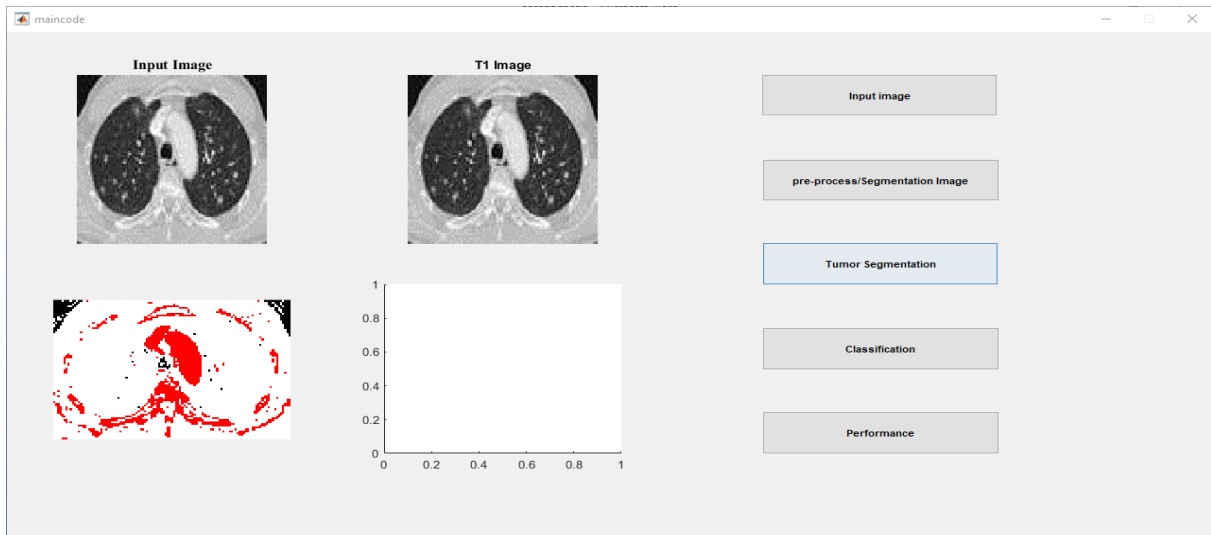 maincode
Input Image
T1 Image
Input image
pre-process/Segmentation Image
Tumor Segmentation
Classification
Performance
1
0.8
0.6
0.4
0.2
0
0 0.2 0.4 0.6 0.8 1